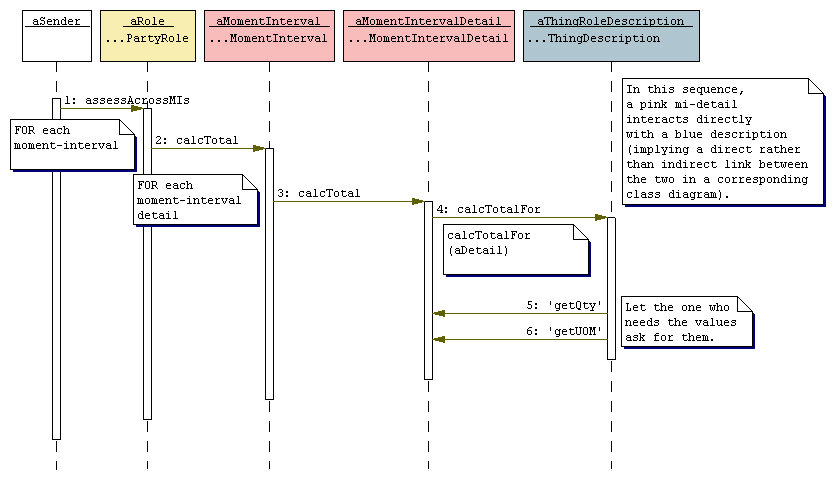 aSender
aRole
...PartyRole
aMomentInterval
...MomentInterval
aMomentIntervalDetail
...MomentIntervalDetail
aThingRoleDescription
...ThingDescription
In this sequence,
a pink mi-detail
interacts directly
with a blue description
(implying a direct rather
than indirect link between
the two in a corresponding
class diagram).
1: assessAcrossMIs
FOR each
moment-interval
2: calcTotal
FOR each
moment-interval
detail
3: calcTotal
4: calcTotalFor
calcTotalFor
(aDetail)
5: 'getQty'
6: 'getUOM'
Let the one who
needs the values
ask for them.